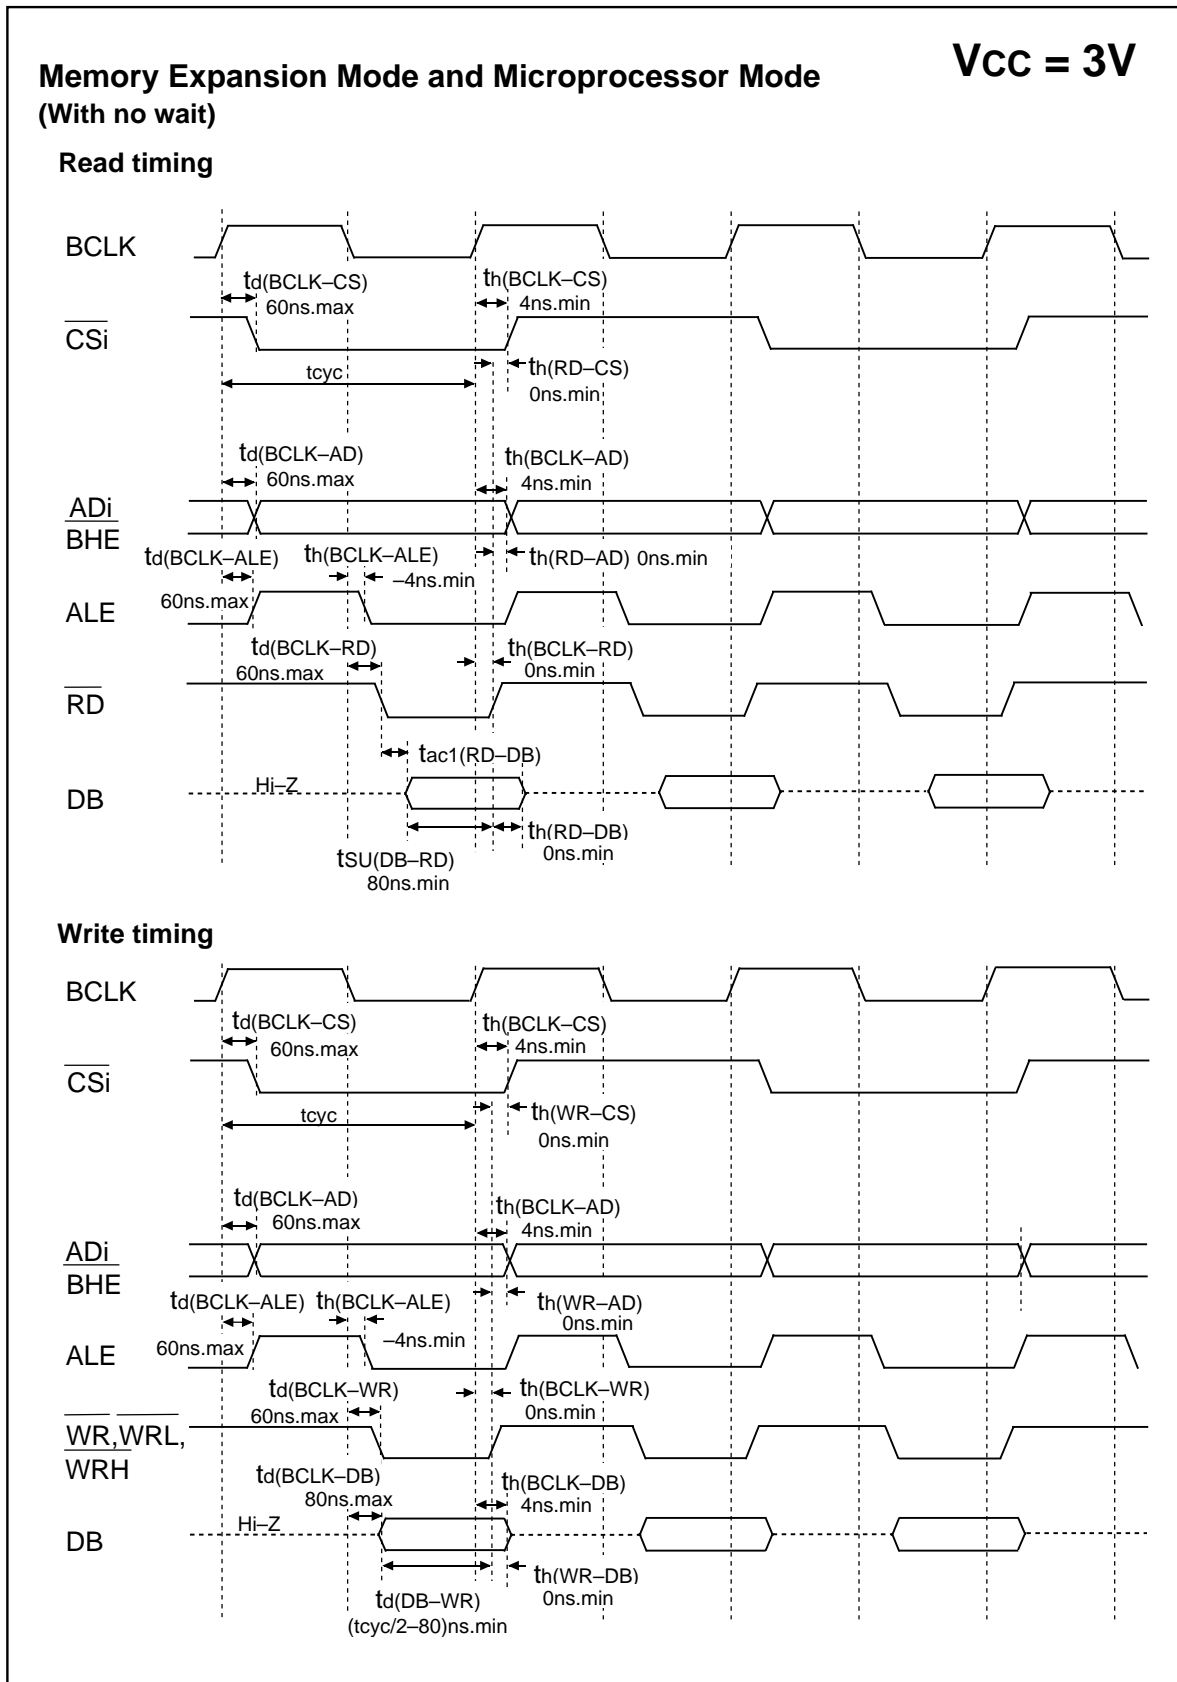 VCC = 3V
Memory Expansion Mode and Microprocessor Mode
(With no wait)
Read timing
BCLK
td(BCLK–CS)
60ns.max
th(BCLK–CS)
4ns.min
CSi
th(RD–CS)
0ns.min
tcyc
td(BCLK–AD)
60ns.max
th(BCLK–AD)
4ns.min
ADi
BHE
td(BCLK–ALE)
60ns.max
th(BCLK–ALE)
–4ns.min
th(RD–AD) 0ns.min
ALE
td(BCLK–RD)
60ns.max
th(BCLK–RD)
0ns.min
RD
tac1(RD–DB)
DB
Hi–Z
th(RD–DB)
0ns.min
tSU(DB–RD)
80ns.min
Write timing
BCLK
td(BCLK–CS)
60ns.max
th(BCLK–CS)
4ns.min
CSi
tcyc
th(WR–CS)
0ns.min
td(BCLK–AD)
60ns.max
th(BCLK–AD)
4ns.min
ADi
BHE
td(BCLK–ALE)
60ns.max
th(BCLK–ALE)
–4ns.min
th(WR–AD)
0ns.min
ALE
td(BCLK–WR)
60ns.max
th(BCLK–WR)
0ns.min
WR,WRL,
WRH
td(BCLK–DB)
80ns.max
th(BCLK–DB)
4ns.min
Hi–Z
DB
td(DB–WR)
(tcyc/2–80)ns.min
th(WR–DB)
0ns.min